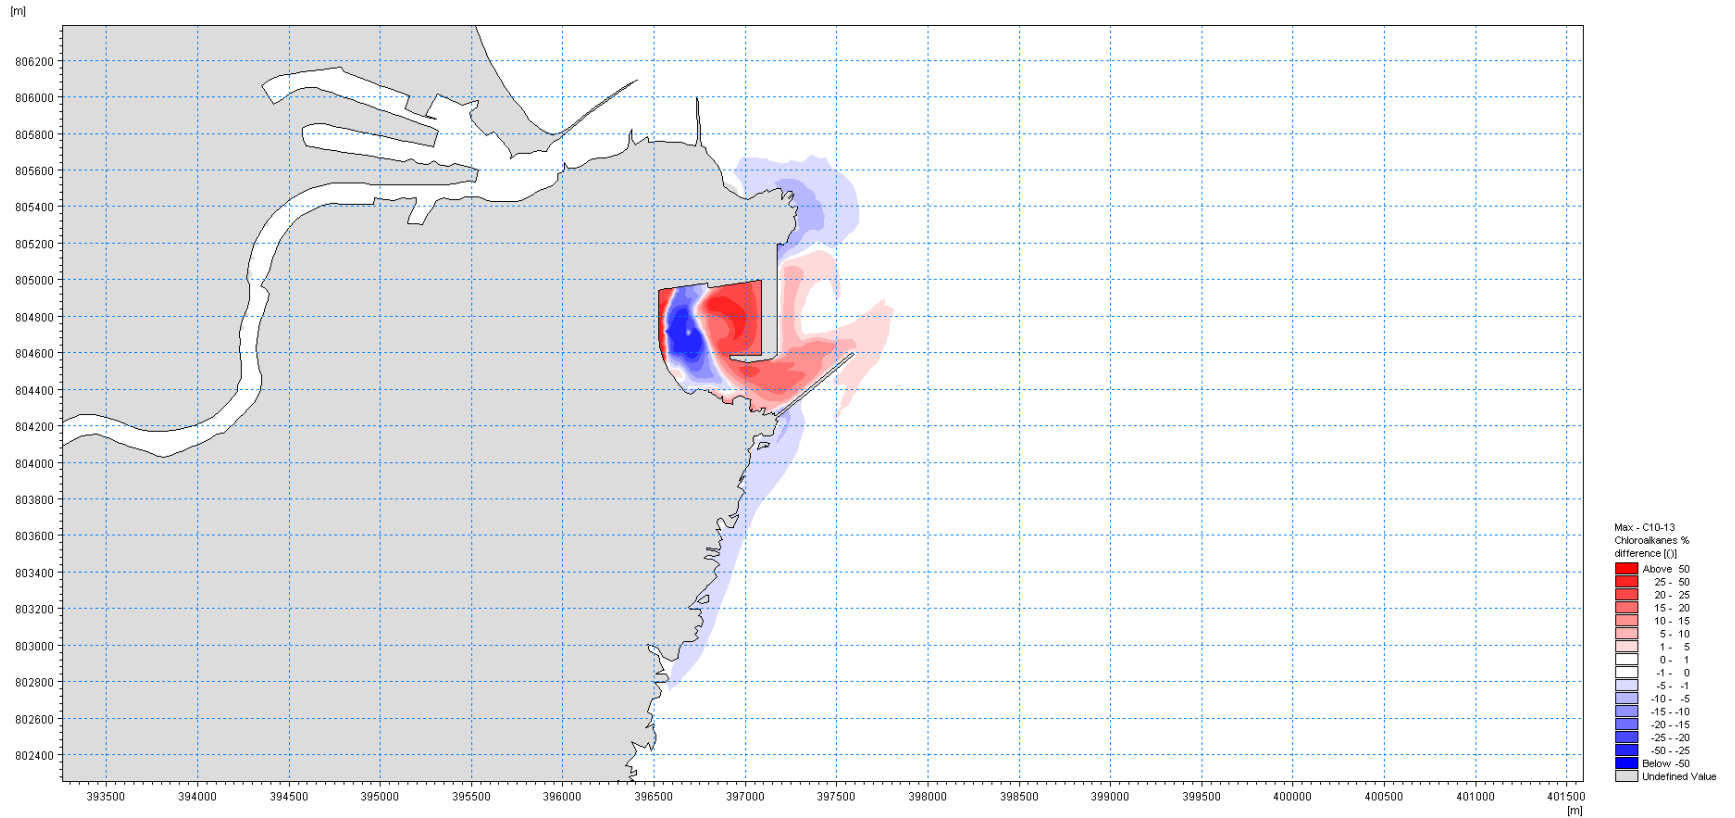 [m]
806200
806000
805800
805600
805400
805200
805000
804800
804600
804400
804200
804000
803800
803600
803400
803200
803000
802800
802600
802400
393500 394000 394500 395000 395500 396000 396500 397000 397500 398000 398500 399000 399500 400000 400500 401000 401500
[m]
Max - C10-13
Chloroalkanes %
difference [()]
Above 50
25 - 50
20 - 25
15 - 20
10 - 15
5 - 10
1 - 5
0 - 1
-1 - 0
-5 - -1
-10 - -5
-15 - -10
-20 - -15
-25 - -20
-50 - -25
Below -50
Undefined Value